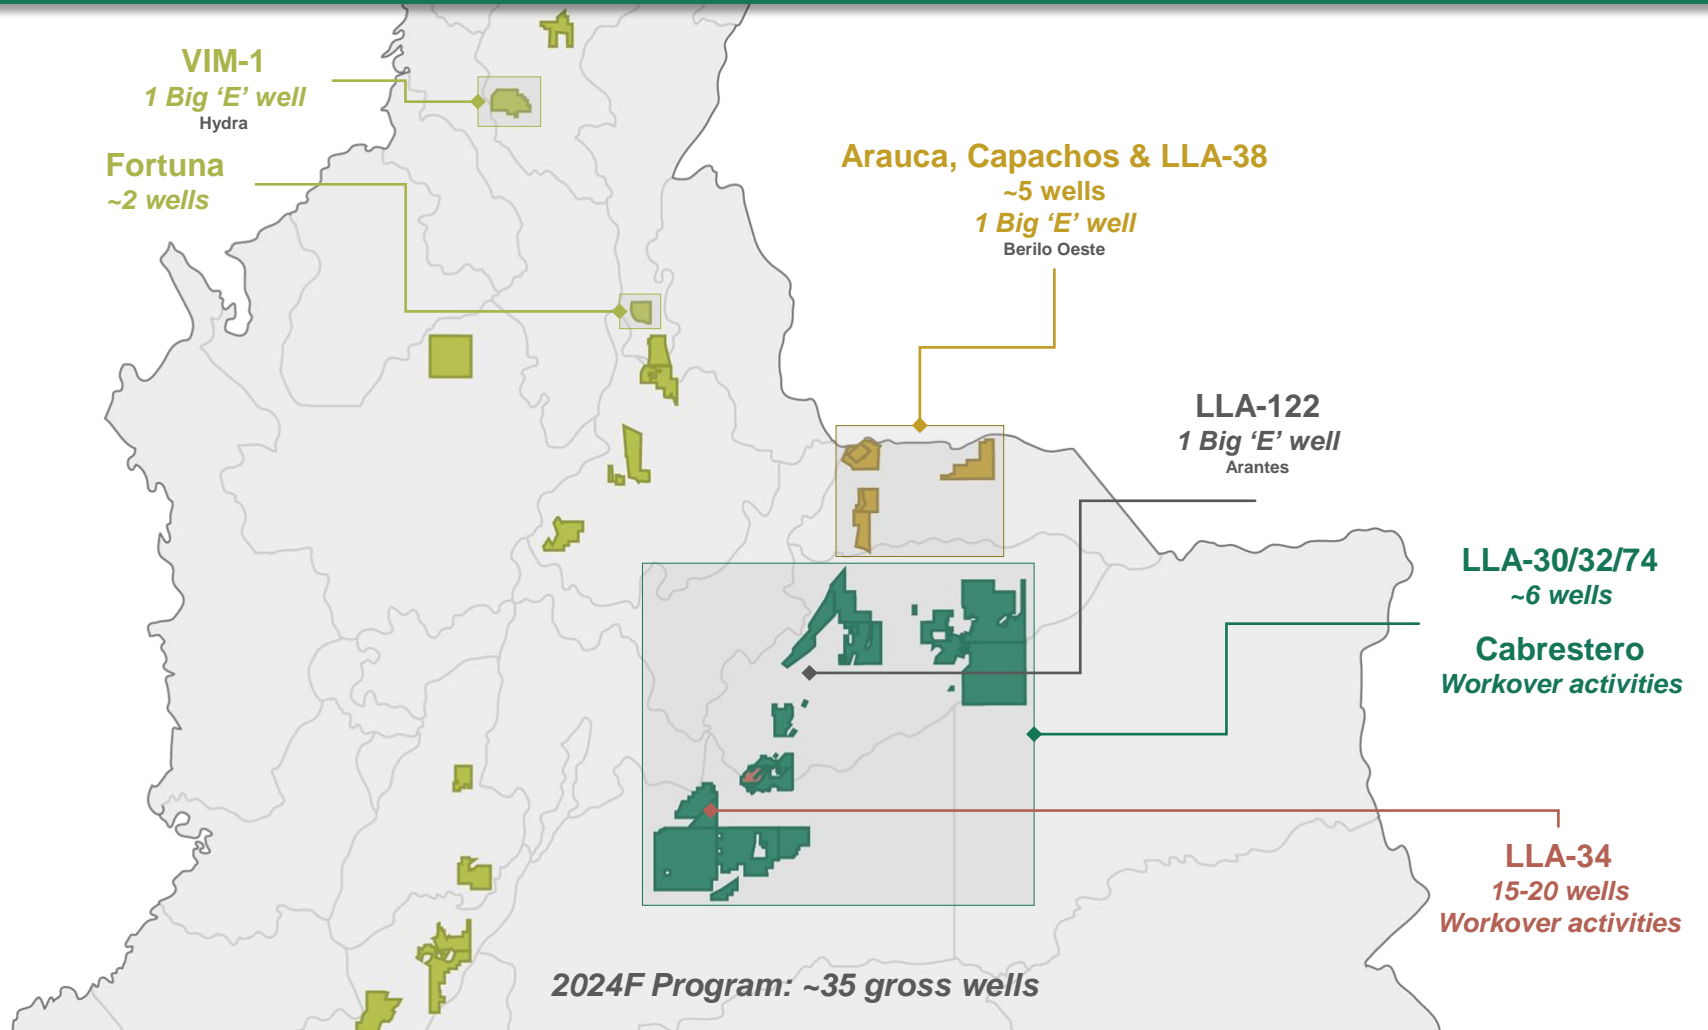 VIM-1
1 Big ‘E’ well
Hydra
Fortuna
~2 wells
Arauca, Capachos & LLA-38
~5 wells
1 Big ‘E’ well
Berilo Oeste
LLA-122
1 Big ‘E’ well
Arantes
LLA-30/32/74
~6 wells
Cabrestero
Workover activities
LLA-34
15-20 wells
Workover activities
2024F Program: ~35 gross wells